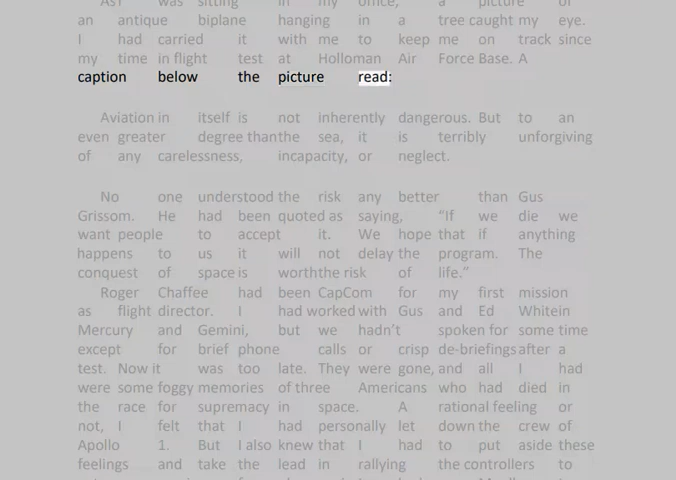 As I was sitting in my office, a picture of
an antique biplane hanging in a tree caught my eye.
I had carried it with me to keep me on track since
my time in flight test at Holloman Air Force Base. A
caption below the picture read:
Aviation in itself is not inherently dangerous. But to an
even greater degree thanthe sea, it is terribly unforgiving
of any carelessness, incapacity, or neglect.
No one understood the risk any better than Gus
Grissom. He had been quoted as saying, “If we die we
want people to accept it. We hope that if anything
happens to us it will not delay the program. The
conquest of space is worththe risk of life.”
Roger Chaffee had been CapCom for my first mission
as flight director. I had worked with Gus and Ed Whitein
Mercury and Gemini, but we hadn’t spoken for some time
except for brief phone calls or crisp de-briefings after a
test. Now it was too late. They were gone, and all I had
were some foggy memories of three Americans who had died in
the race for supremacy in space. A rational feeling or
not, I felt that I had personally let down the crew of
Apollo 1. But I also knew that I had to put aside these
feelings and take the lead in rallying the controllers to